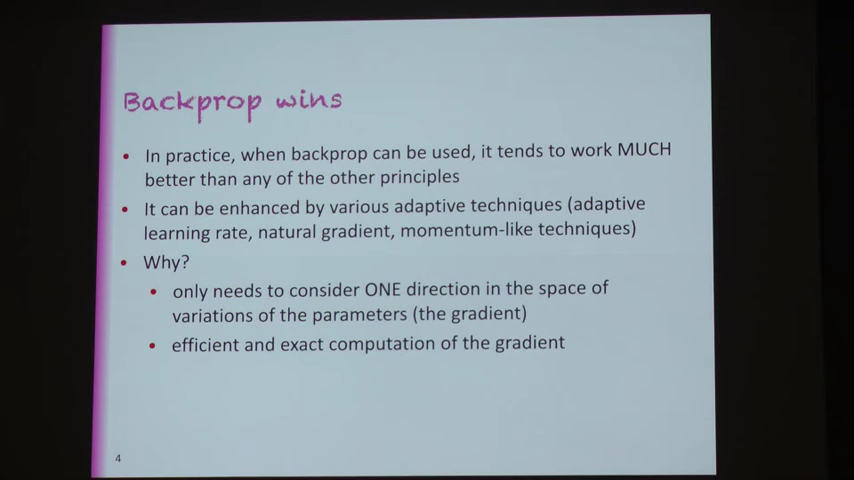 Backprop wins
• In practice, when backprop can be used, it tends to work MUCH
better than any of the other principles
• It can be enhanced by various adaptive techniques (adaptive
learning rate, natural gradient, momentum-like techniques)
• Why?
• only needs to consider ONE direction in the space of
variations of the parameters (the gradient)
• efficient and exact computation of the gradient
4